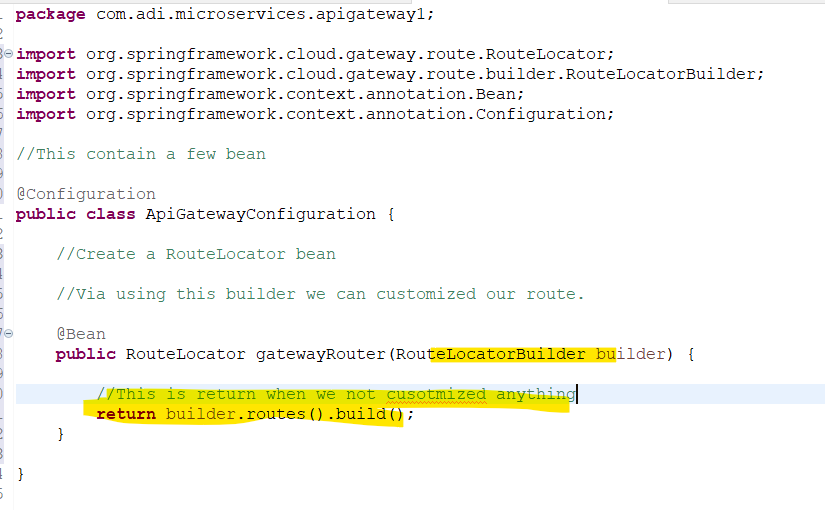 package com.adi.microservices.apigateway1;
import org.springframework.cloud.gateway.route.RouteLocator;
import org.springframework.cloud.gateway.route.builder.RouteLocatorBuilder;
import org.springframework.context.annotation.Bean;
import org.springframework.context.annotation.Configuration;
//This contain a few bean
@Configuration
public class ApiGatewayConfiguration {
//Create a RouteLocator bean
//Via using this builder we can customized our route.
@Bean
public RouteLocator gatewayRouter(RouteLocatorBuilder builder) {
//This is return when we not cusotmized anything
return builder.routes().build();
}
}